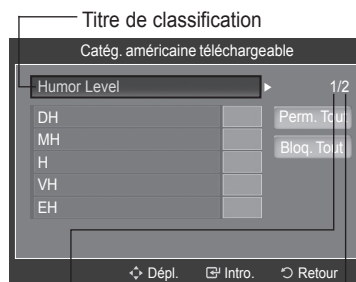 Titre de classification
Catég. américaine téléchargeable
Humor Level ► 1/2
DH Perm. Tout
MH
H Bloq. Tout
VH
EH
Dépl. Intro. Retour